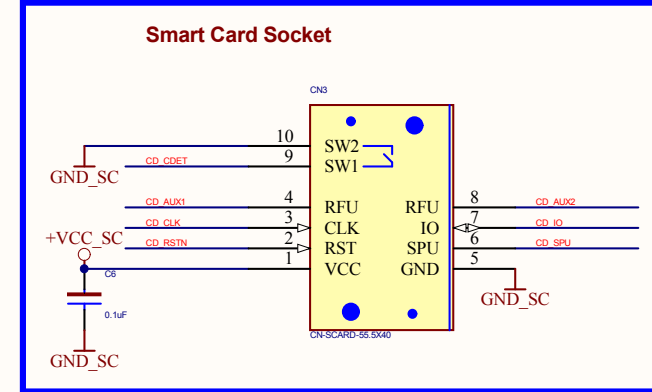 Smart Card Socket
CN3
10 SW2
9 SW1
GND_SC
CD_CDET
CD_AUX1 4 RFU RFU 8 CD_AUX2
CD_CLK 3 CLK IO 7 CD_IO
+VCC_SC CD_RSTN 2 RST SPU 6 CD_SPU
1 VCC GND 5
C6
GND_SC
0.1uF
CN-SCARD-55.5X40
GND_SC